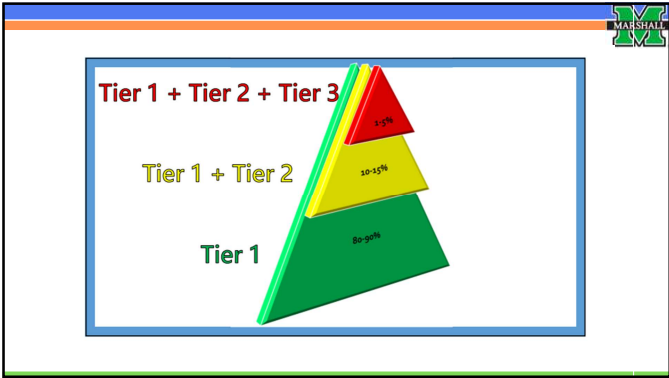 MARSHALL
Tier 1 + Tier 2 + Tier 3
1-5%
Tier 1 + Tier 2
10-15%
Tier 1
80-90%